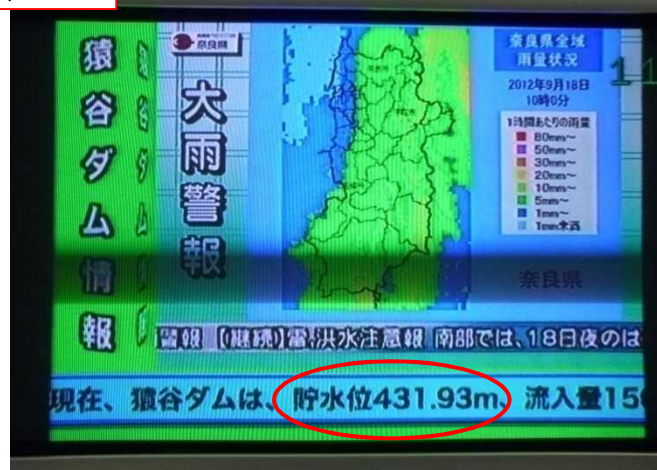 猿谷ダム情報
大雨警報
奈良県
奈良県全域
雨量状況
2012年9月18日
10時0分
1時間あたりの雨量
80mm〜
50mm〜
30mm〜
20mm〜
10mm〜
5mm〜
1mm〜
1mm未満
奈良県
警報 【(継続)雷,洪水注意報 南部では、18日夜のは
現在、猿谷ダムは、貯水位431.93m、流入量150